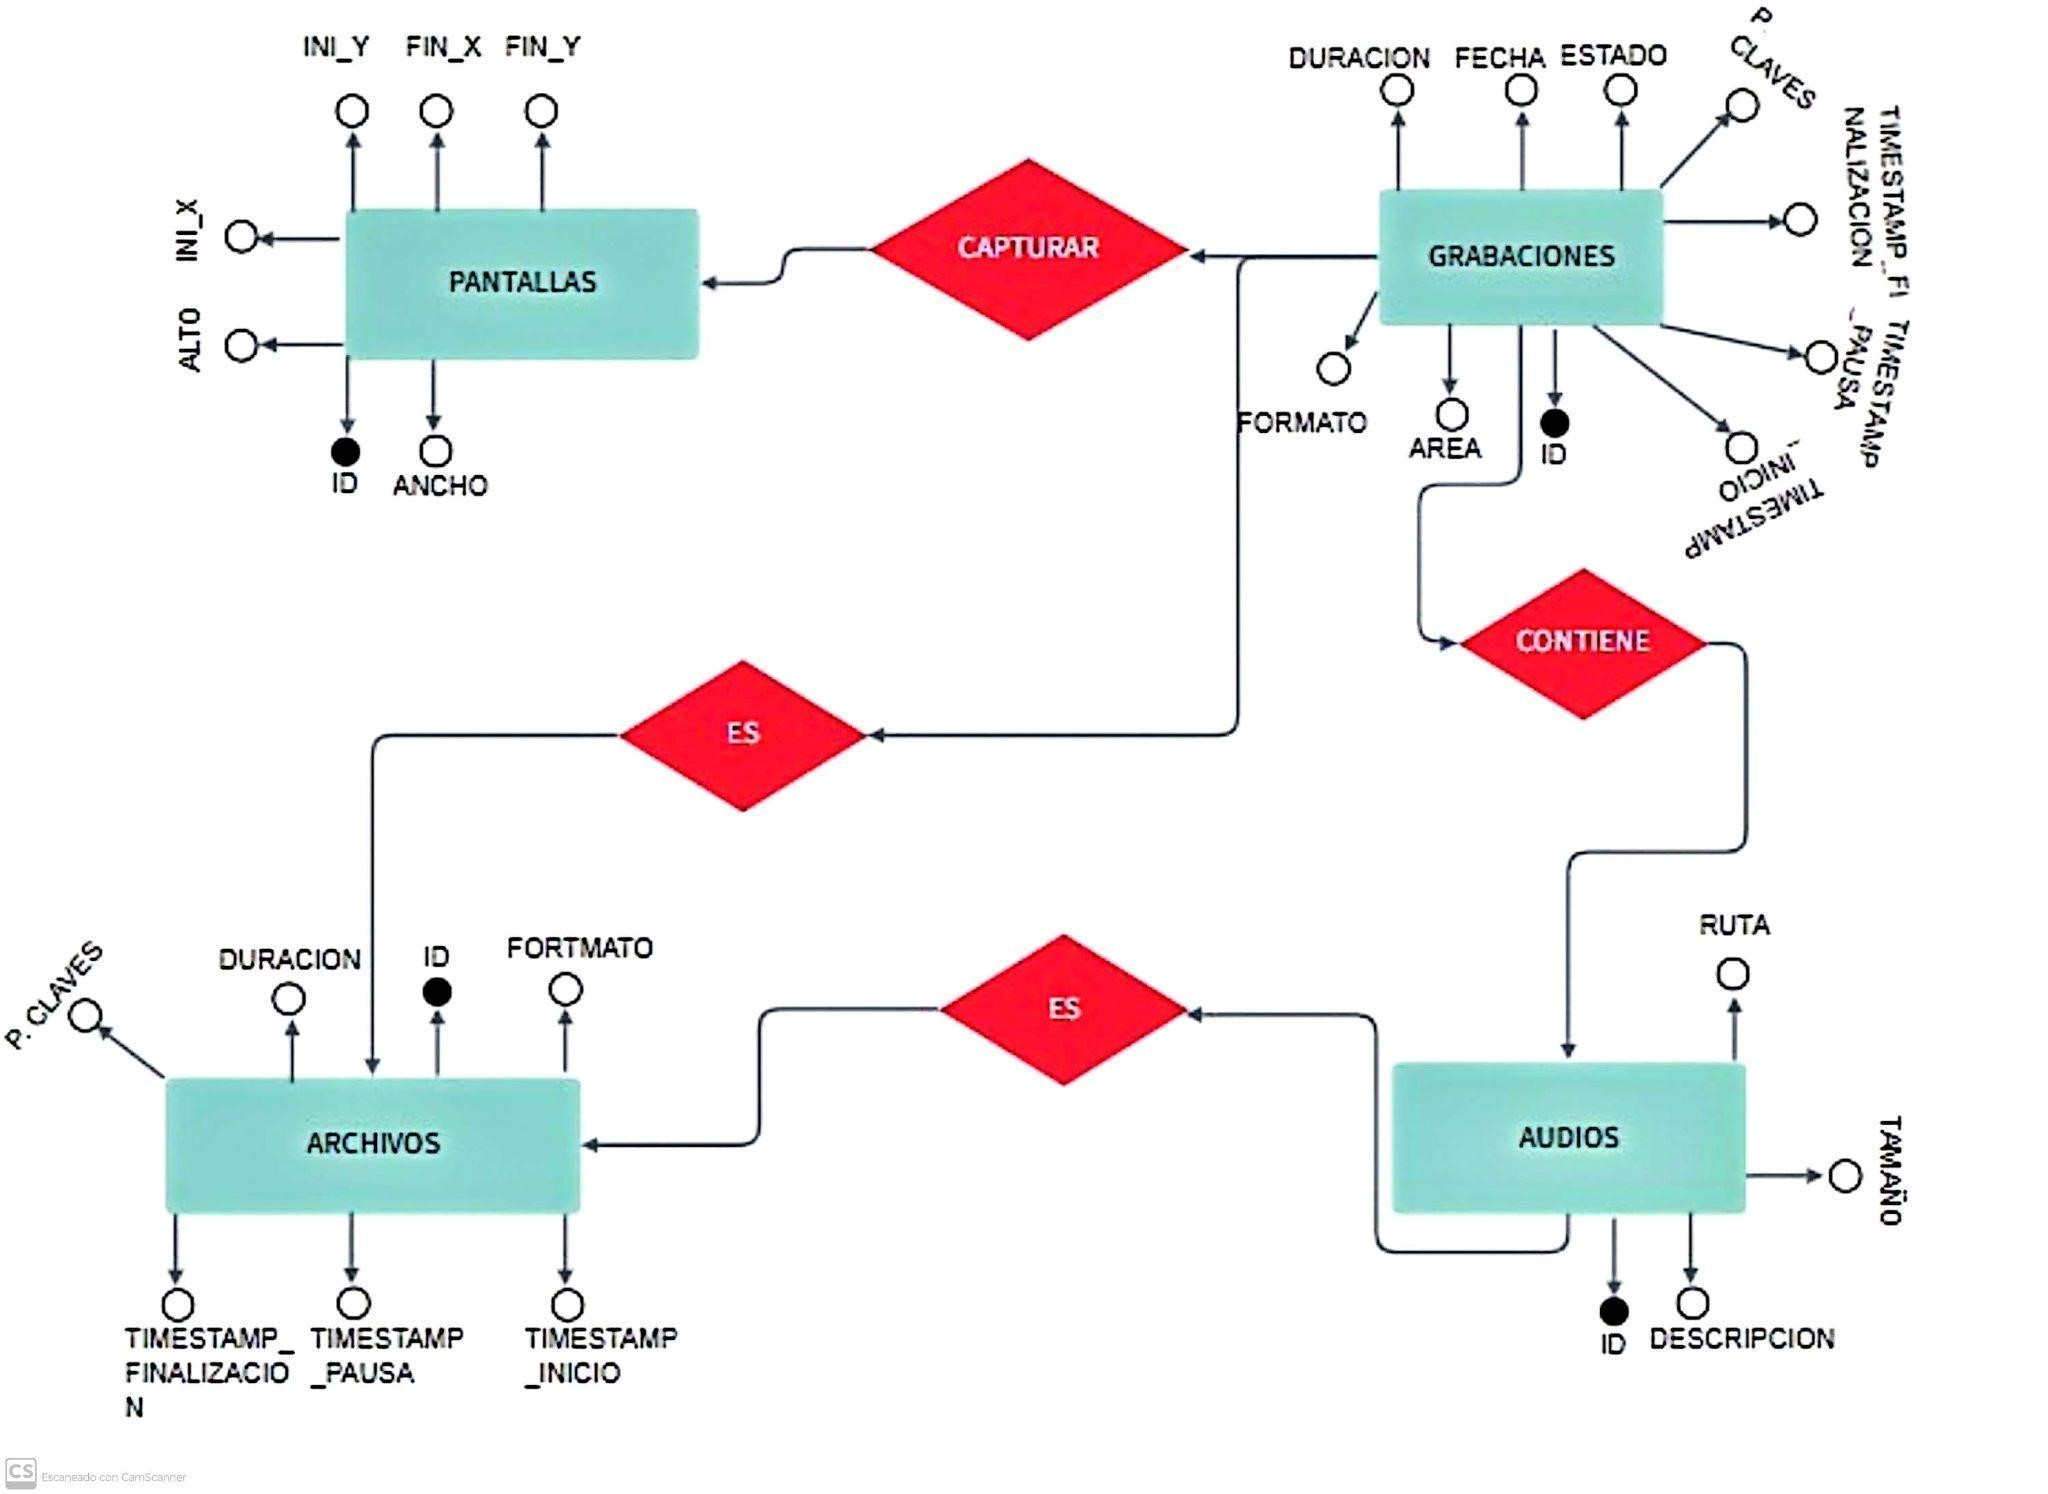 INI_Y
FIN_X
FIN_Y
INI_X
ALTO
PANTALLAS
ID
ANCHO
CAPTURAR
DURACION
FECHA
ESTADO
P.
CLAVES
GRABACIONES
TIMESTAMP_FI
NALIZACION
TIMESTAMP
_PAUSA
TIMESTAMP
_INICIO
FORMATO
AREA
ID
CONTIENE
ES
P. CLAVES
DURACION
ID
FORTMATO
ARCHIVOS
TIMESTAMP_
FINALIZACIO
N
TIMESTAMP
_PAUSA
TIMESTAMP
_INICIO
ES
RUTA
AUDIOS
TAMAÑO
ID
DESCRIPCION
CS
Escaneado con CamScanner